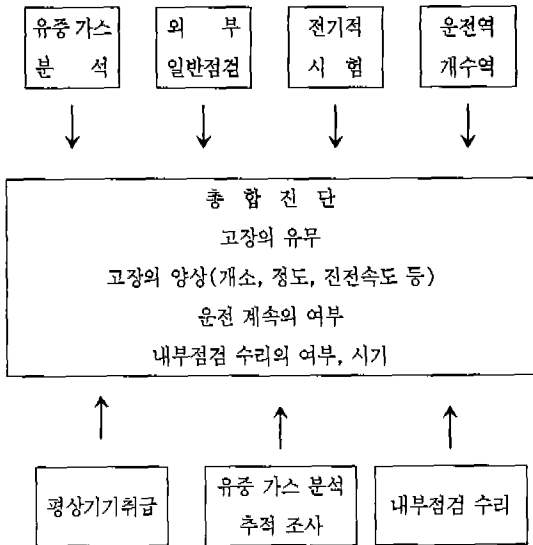 유중 가스
분 석
외 부
일반점검
전기적
시 험
운전역
개수역
총 합 진 단
고장의 유무
고장의 양상(개소, 정도, 진전속도 등)
운전 계속의 여부
내부점검 수리의 여부, 시기
평상기기취급
유중 가스 분석
추적 조사
내부점검 수리